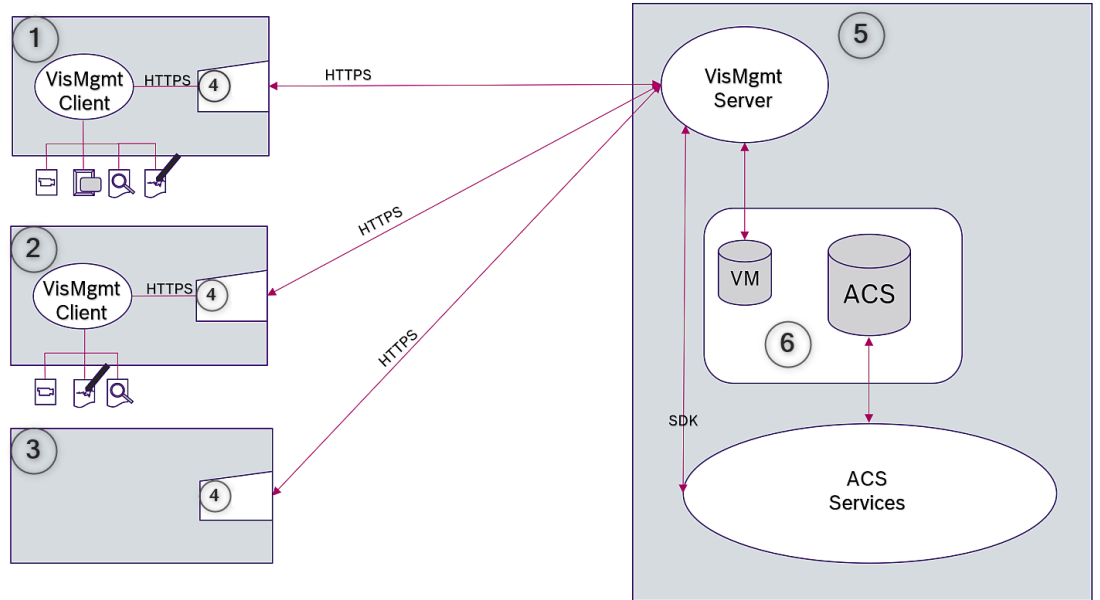 1
VisMgmt
Client
HTTPS
4
HTTPS
VisMgmt
Server
5
2
VisMgmt
Client
HTTPS
4
HTTPS
VM
ACS
6
HTTPS
3
4
SDK
ACS
Services